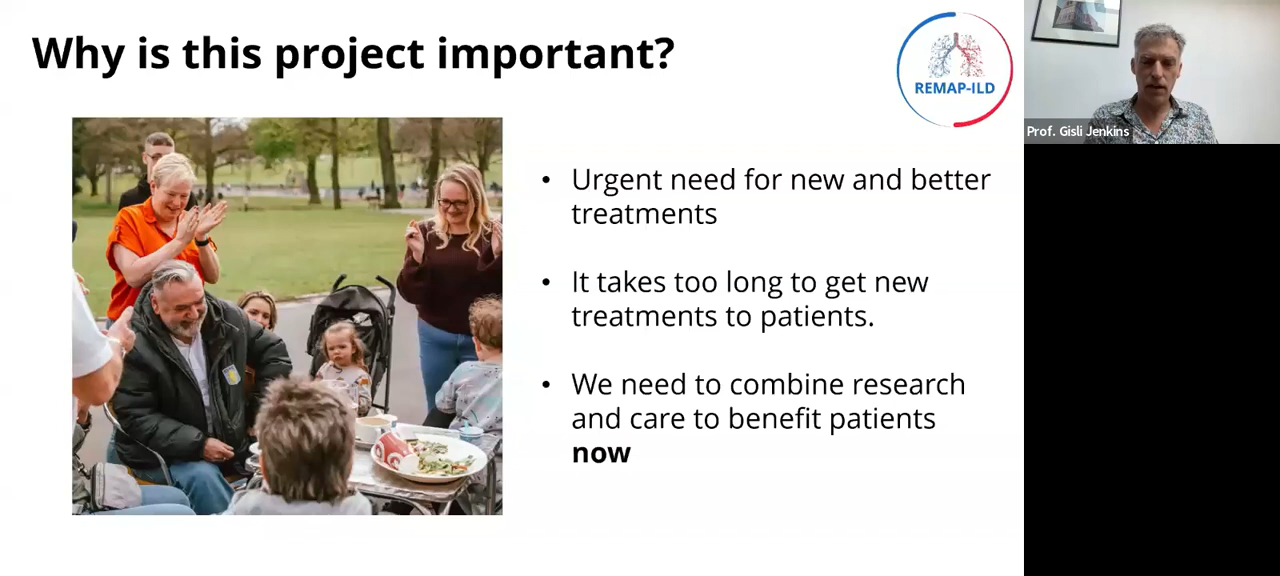 Why is this project important?
REMAP-ILD
Prof. Gisli Jenkins
• Urgent need for new and better
treatments
• It takes too long to get new
treatments to patients.
• We need to combine research
and care to benefit patients
now